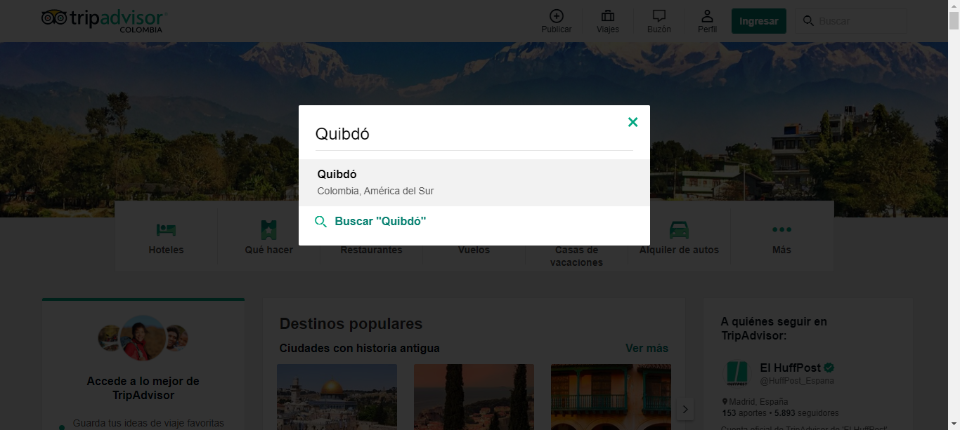 tripadvisor
COLOMBIA
Publicar
Viajes
Buzón
Perfil
Ingresar
Buscar
Quibdó
Quibdó
Colombia, América del Sur
Buscar "Quibdó"
Hoteles
Qué hacer
Restaurantes
Vuelos
Casas de
vacaciones
Alquiler de autos
Más
Accede a lo mejor de
TripAdvisor
Guarda tus ideas de viaje favoritas
Destinos populares
Ciudades con historia antigua
Ver más
A quiénes seguir en
TripAdvisor:
El HuffPost
@HuffPost_Espana
Madrid, España
153 aportes • 5.893 seguidores